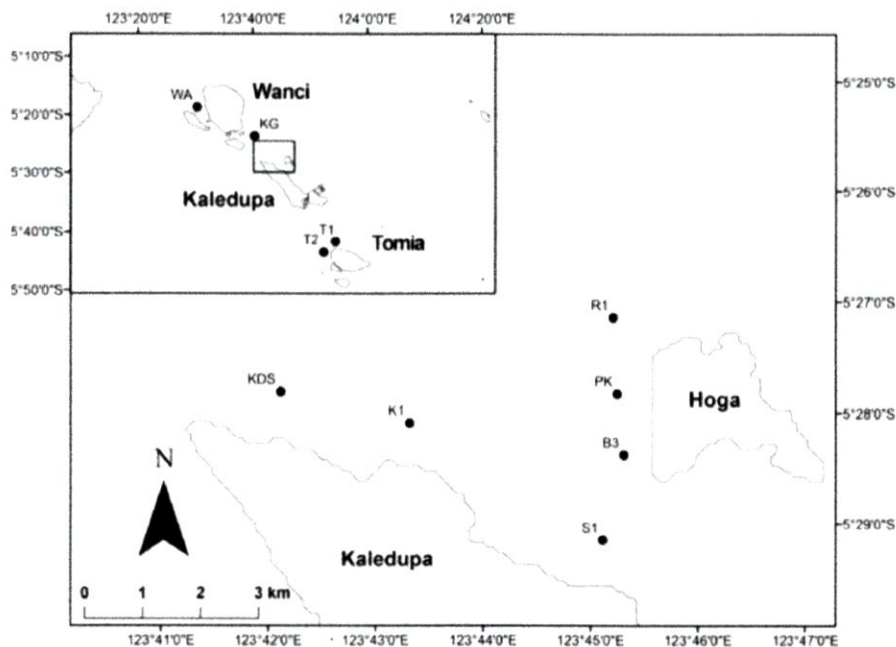 123°20'0"E 123°40'0"E 124°0'0"E 124°20'0"E
5°10'0"S
5°20'0"S
5°30'0"S
5°40'0"S
5°50'0"S
WA
Wanci
KG
Kaledupa
T1
T2
Tomia
5°25'0"S
5°26'0"S
5°27'0"S
5°28'0"S
5°29'0"S
R1
KDS
PK
Hoga
K1
B3
S1
N
Kaledupa
0 1 2 3 km
123°41'0"E 123°42'0"E 123°43'0"E 123°44'0"E 123°45'0"E 123°46'0"E 123°47'0"E